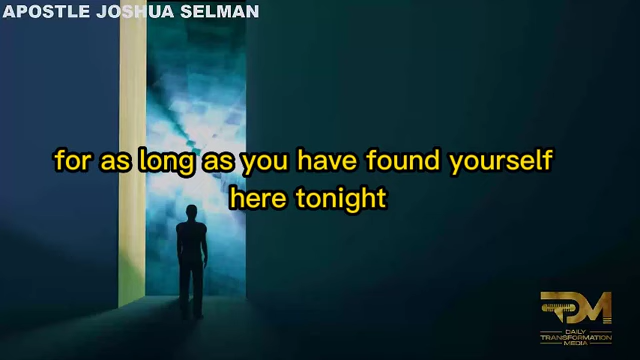 APOSTLE JOSHUA SELMAN
for as long as you have found yourself
here tonight
DAILY
TRANSFORMATION
MEDIA